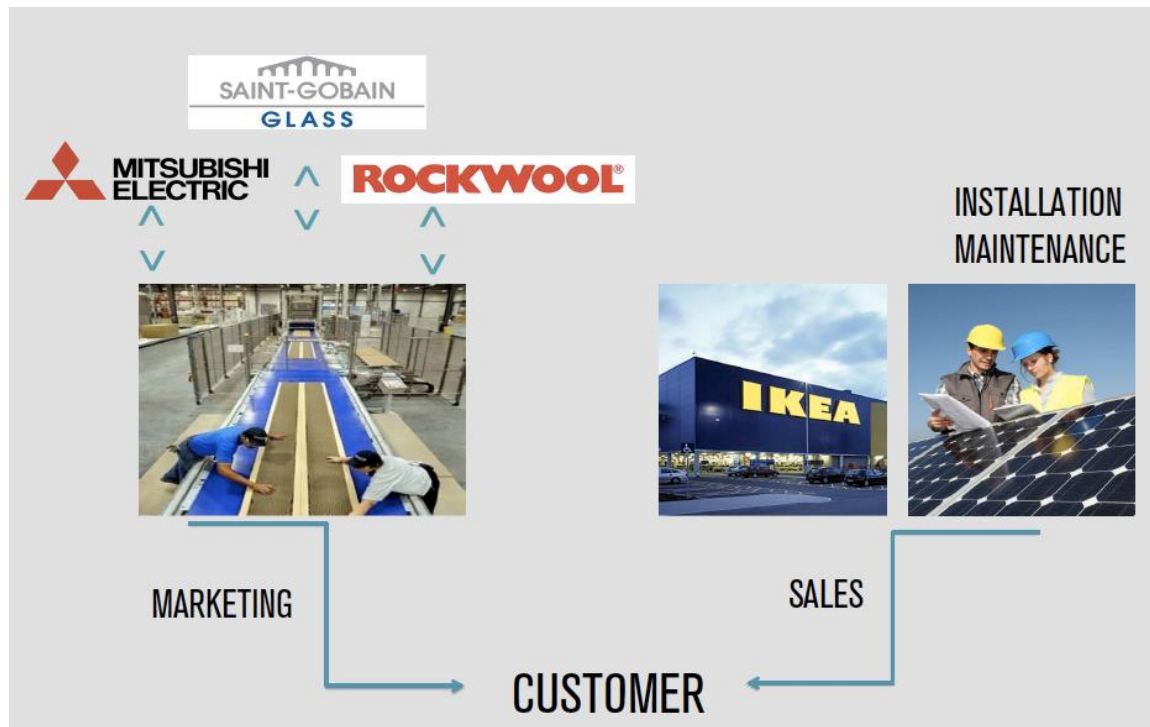 SAINT-GOBAIN
GLASS
MITSUBISHI
ELECTRIC
ROCKWOOL®
INSTALLATION
MAINTENANCE
IKEA
MARKETING
SALES
CUSTOMER